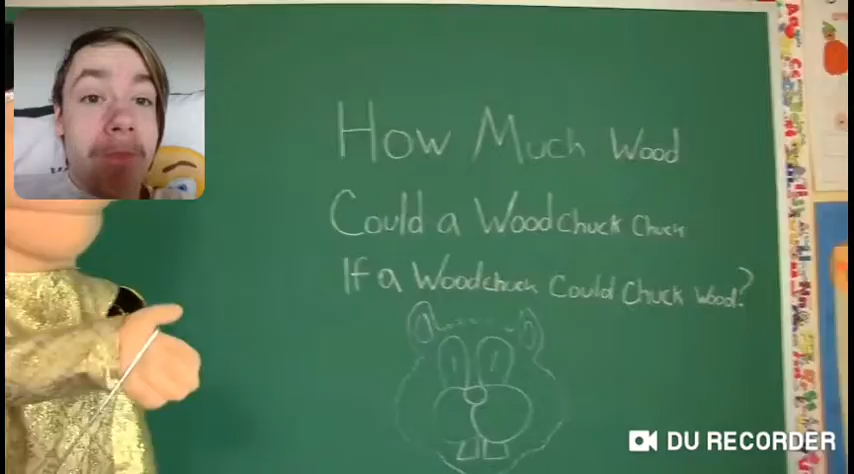 How Much Wood
Could a Woodchuck Chuck
If a Woodchuck Could Chuck Wood?
DU RECORDER